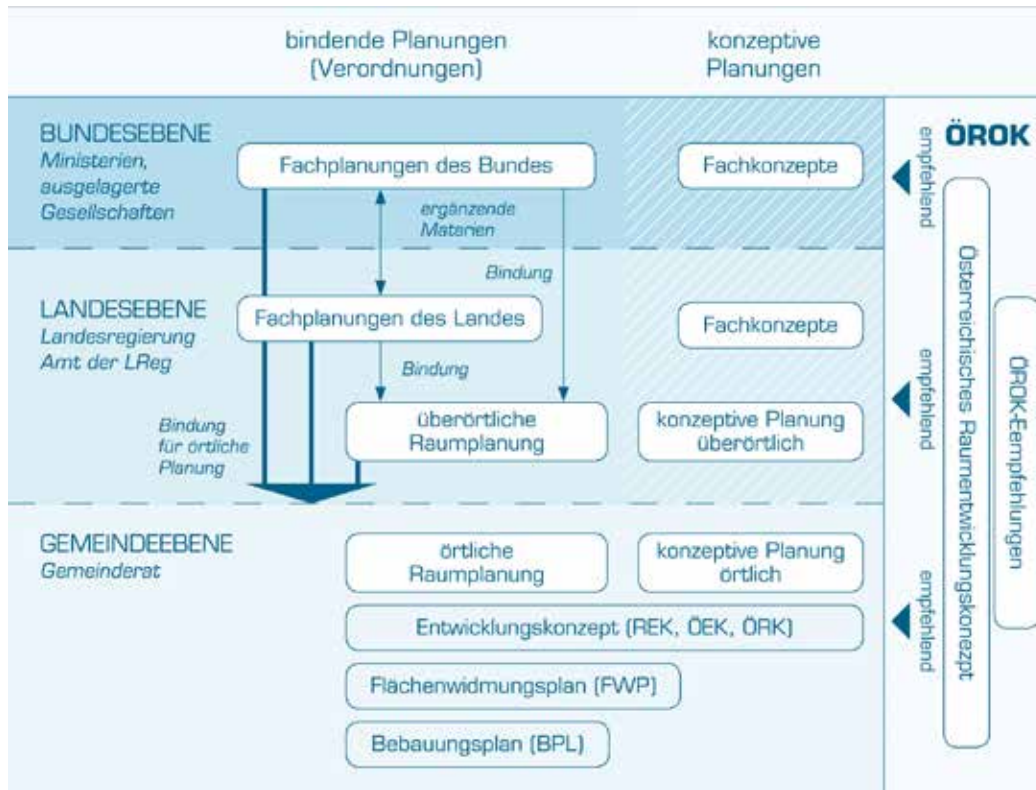 bindende Planungen
(Verordnungen)
konzeptive
Planungen
BUNDESEBENE
Ministerien,
ausgelagerte
Gesellschaften
Fachplanungen des Bundes
Fachkonzepte
ergänzende
Materien
Bindung
LANDESEBENE
Landesregierung
Amt der LReg
Fachplanungen des Landes
Fachkonzepte
Bindung
überörtliche
Raumplanung
konzeptive Planung
überörtlich
Bindung
für örtliche
Planung
GEMEINDEEBENE
Gemeinderat
örtliche
Raumplanung
konzeptive Planung
örtlich
Entwicklungskonzept (REK, ÖEK, ÖRK)
Flächenwidmungsplan (FWP)
Bebauungsplan (BPL)
ÖROK
empfehlend
empfehlend
empfehlend
Österreichisches Raumentwicklungskonezpt
ÖROK-Eempfehlungen